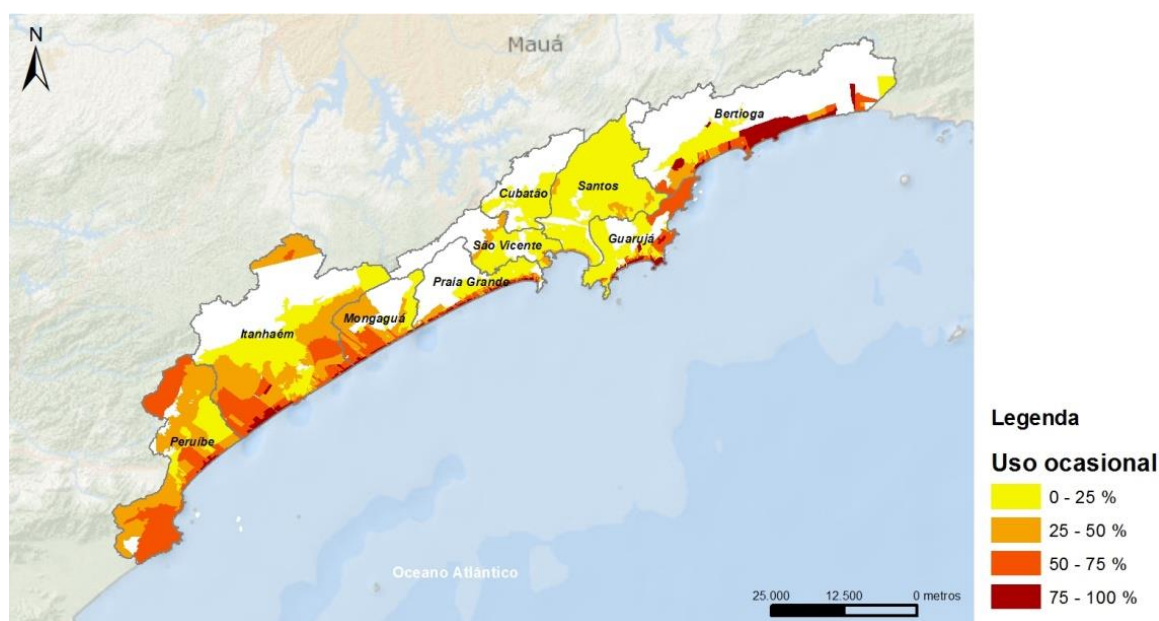 N
Mauá
Bertioga
Cubatão
Santos
São Vicente
Guarujá
Praia Grande
Mongaguá
Itanhaém
Peruíbe
Oceano Atlântico
25.000 12.500 0 metros
Legenda
Uso ocasional
0 - 25 %
25 - 50 %
50 - 75 %
75 - 100 %